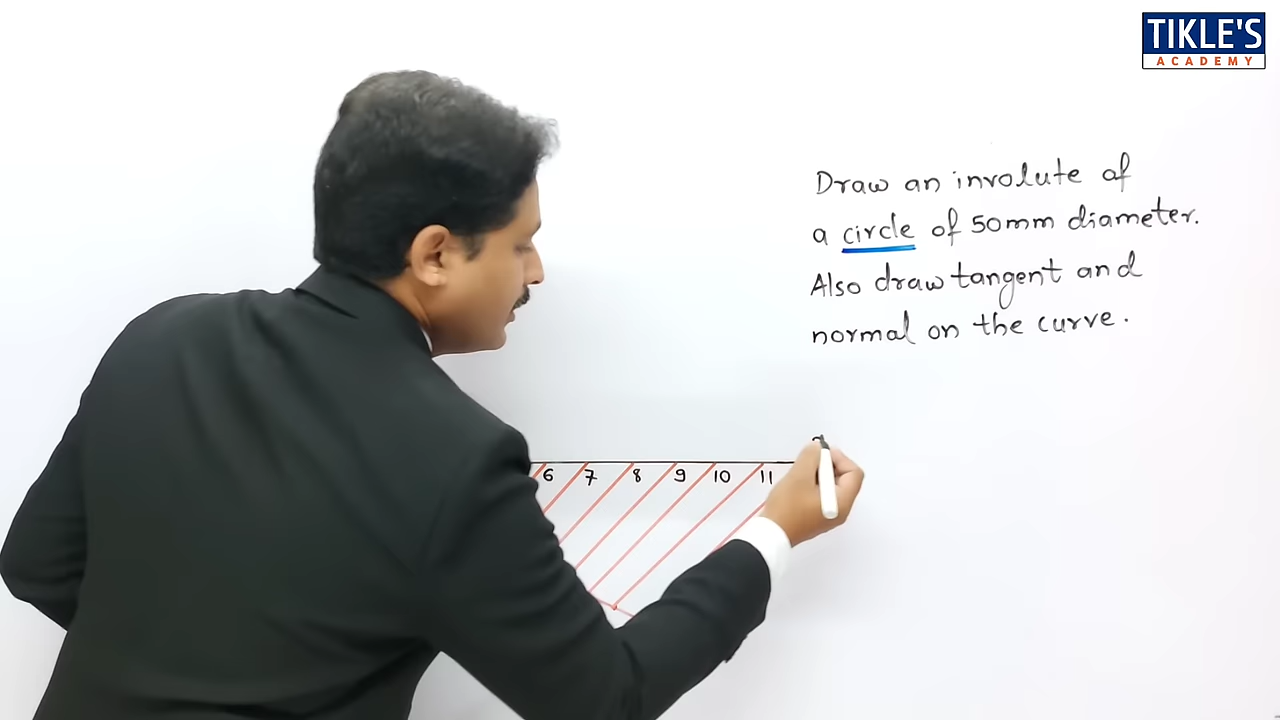 TIKLE'S
ACADEMY
Draw an involute of
a circle of 50mm diameter.
Also draw tangent and
normal on the curve.
6 7 8 9 10 11